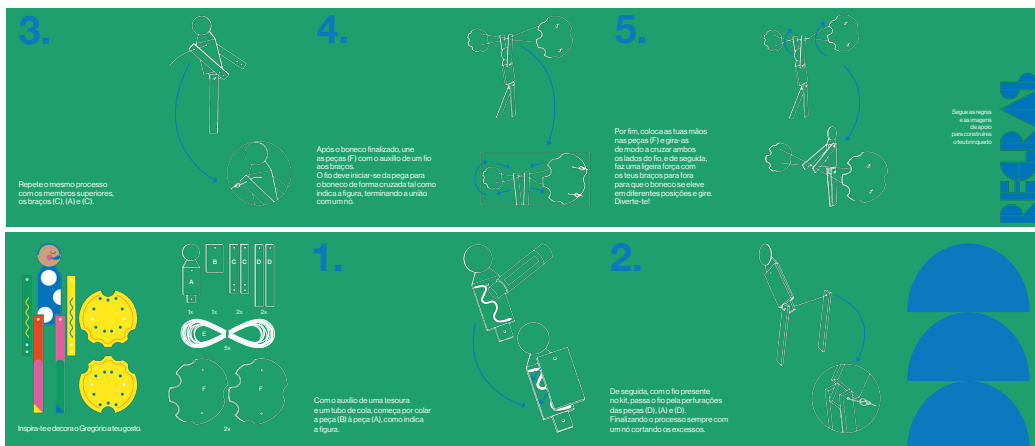 3.
Repete o mesmo processo
com os membros superiores,
os braços (C), (A) e (C).
4.
Após o boneco finalizado, une
as peças (F) com o auxilio de um fio
aos braços.
O fio deve iniciar-se da pega para
o boneco de forma cruzada tal como
indica a figura, terminando a união
com um nó.
5.
Por fim, coloca as tuas mãos
nas peças (F) e gira-as
de modo a cruzar ambos
os lados do fio, e de seguida,
faz uma ligeira força com
os teus braços para fora
para que o boneco se eleve
em diferentes posições e gire.
Diverte-te!
Segue as regras
e as imagens
de apoio
para construíres
o teu brinquedo
REGRAS
Inspira-te e decora o Gregório a teu gosto.
A
B
C C
D D
1x 1x 2x 2x
E
5x
F F
2x
1.
Com o auxilio de uma tesoura
e um tubo de cola, começa por colar
a peça (B) à peça (A), como indica
a figura.
2.
De seguida, com o fio presente
no kit, passa o fio pelas perfurações
das peças (D), (A) e (D).
Finalizando o processo sempre com
um nó cortando os excessos.